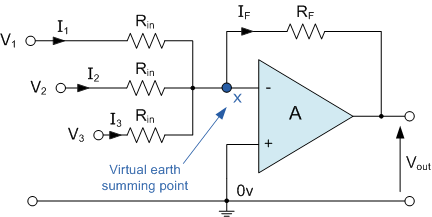 I1
Rin
IF
RF
V1
I2
Rin
V2
I3
Rin
X
-
A
V3
+
Virtual earth
summing point
0v
Vout